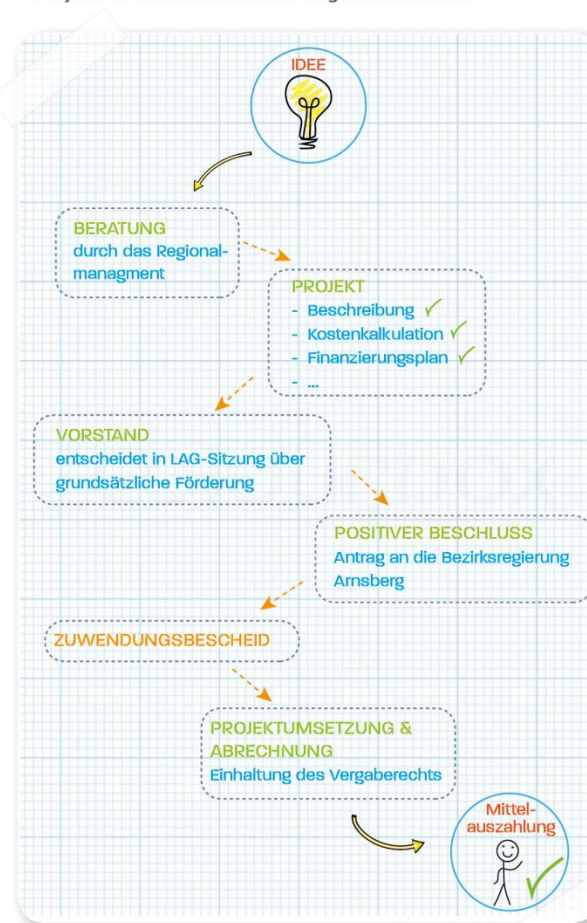 IDEE
BERATUNG
durch das Regional-
managment
PROJEKT
- Beschreibung
- Kostenkalkulation
- Finanzierungsplan
- ...
VORSTAND
entscheidet in LAG-Sitzung über
grundsätzliche Förderung
POSITIVER BESCHLUSS
Antrag an die Bezirksregierung
Arnsberg
ZUWENDUNGSBESCHEID
PROJEKTUMSETZUNG &
ABRECHNUNG
Einhaltung des Vergaberechts
Mittel-
auszahlung